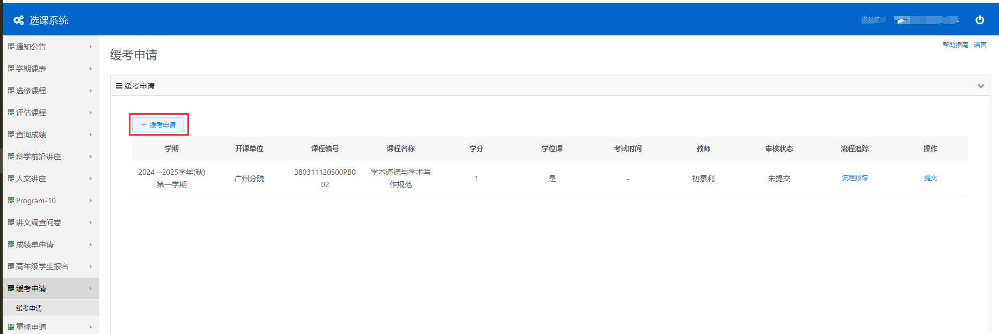 选课系统
帮助指南 语言
通知公告
学期课表
选修课程
评估课程
查询成绩
科学前沿讲座
人文讲座
Program-10
讲义调查问卷
成绩单申请
高年级学生报名
缓考申请
缓考申请
重修申请
缓考申请
缓考申请
+ 缓考申请
学期 开课单位 课程编号 课程名称 学分 学位课 考试时间 教师 审核状态 流程追踪 操作
2024—2025学年(秋) 380311120500PB0 学术道德与学术写
广州分院 1 是 - 初景利 未提交 流程跟踪 提交
第一学期 02 作规范